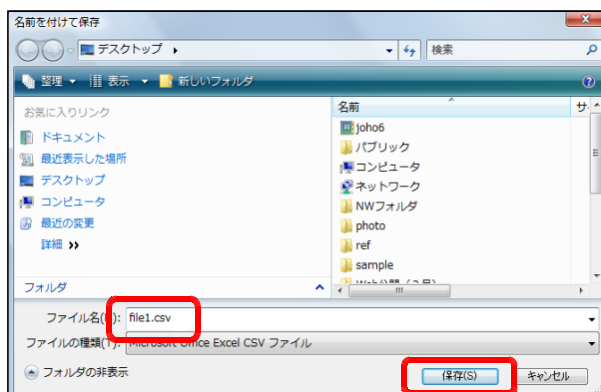 名前を付けて保存
デスクトップ
検索
整理 表示 新しいフォルダ
お気に入りリンク
ドキュメント
最近表示した場所
デスクトップ
コンピュータ
最近の変更
詳細 »
フォルダ
名前 サ.
joho6
パブリック
コンピュータ
ネットワーク
NWフォルダ
photo
ref
sample
ファイル名(N): file1.csv
ファイルの種類(T): Microsoft Office Excel CSV ファイル
フォルダの非表示
保存(S) キャンセル